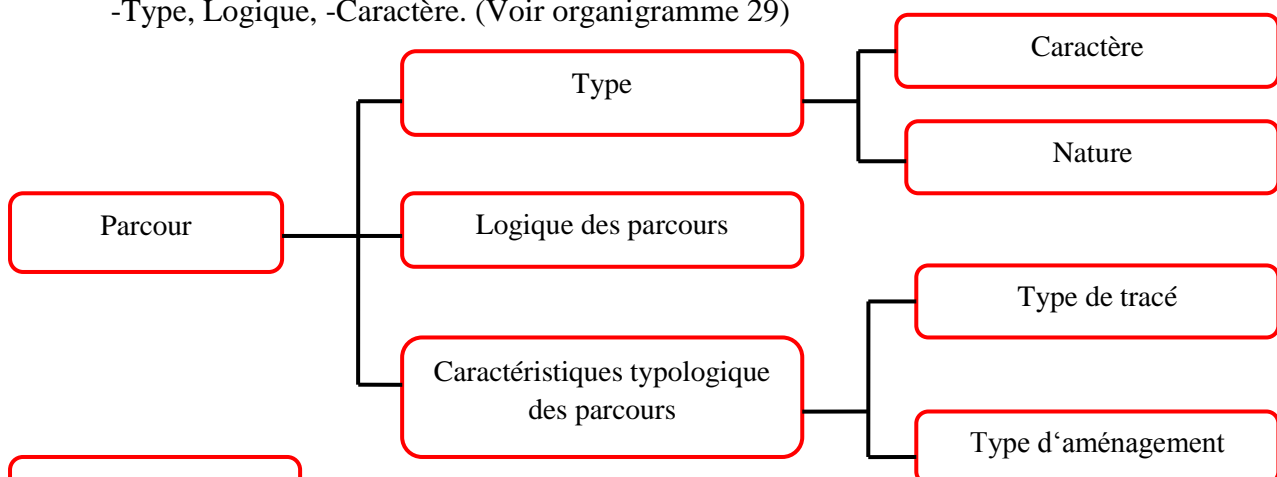 -Type, Logique, -Caractère. (Voir organigramme 29)
Caractère
Type
Nature
Parcour
Logique des parcours
Type de tracé
Caractéristiques typologique
des parcours
Type d‘aménagement